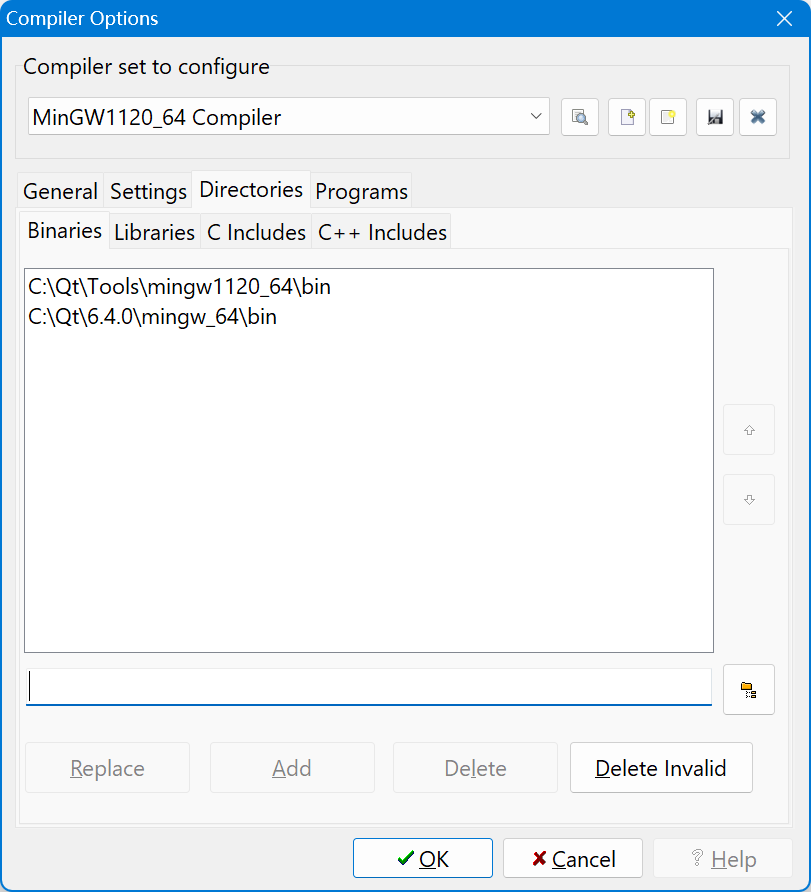 Compiler Options
Compiler set to configure
MinGW1120_64 Compiler
General Settings Directories Programs
Binaries Libraries C Includes C++ Includes
C:\Qt\Tools\mingw1120_64\bin
C:\Qt\6.4.0\mingw_64\bin
Replace Add Delete Delete Invalid
OK Cancel ? Help